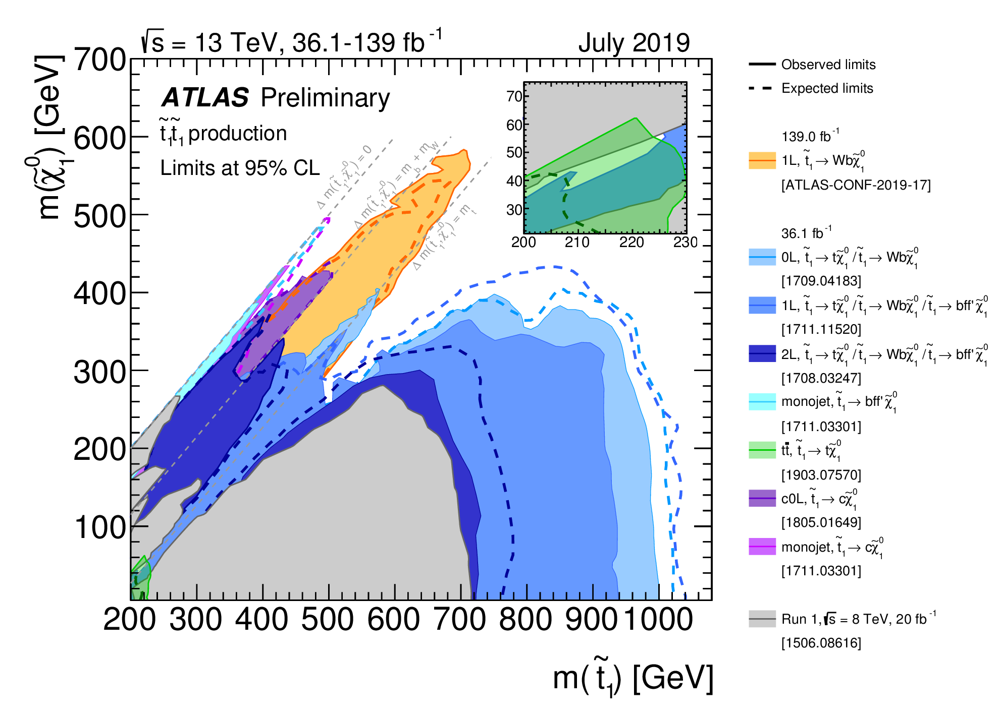 √s = 13 TeV, 36.1-139 fb⁻¹
July 2019
ATLAS Preliminary
t̃₁t̃₁ production
Limits at 95% CL
m(χ̃₁⁰) [GeV]
700
600
500
400
300
200
100
200 300 400 500 600 700 800 900 1000
m(t̃₁) [GeV]
Δ m(t̃₁,χ̃₁⁰) = 0
Δ m(t̃₁,χ̃₁⁰) = m_b + m_W
Δ m(t̃₁,χ̃₁⁰) = m_t
70
60
50
40
30
200 210 220 230
Observed limits
Expected limits
139.0 fb⁻¹
1L, t̃₁ → Wbχ̃₁⁰
[ATLAS-CONF-2019-17]
36.1 fb⁻¹
0L, t̃₁ → tχ̃₁⁰ / t̃₁ → Wbχ̃₁⁰
[1709.04183]
1L, t̃₁ → tχ̃₁⁰ / t̃₁ → Wbχ̃₁⁰ / t̃₁ → bff'χ̃₁⁰
[1711.11520]
2L, t̃₁ → tχ̃₁⁰ / t̃₁ → Wbχ̃₁⁰ / t̃₁ → bff'χ̃₁⁰
[1708.03247]
monojet, t̃₁ → bff'χ̃₁⁰
[1711.03301]
tt̄, t̃₁ → tχ̃₁⁰
[1903.07570]
c0L, t̃₁ → cχ̃₁⁰
[1805.01649]
monojet, t̃₁ → cχ̃₁⁰
[1711.03301]
Run 1, √s = 8 TeV, 20 fb⁻¹
[1506.08616]